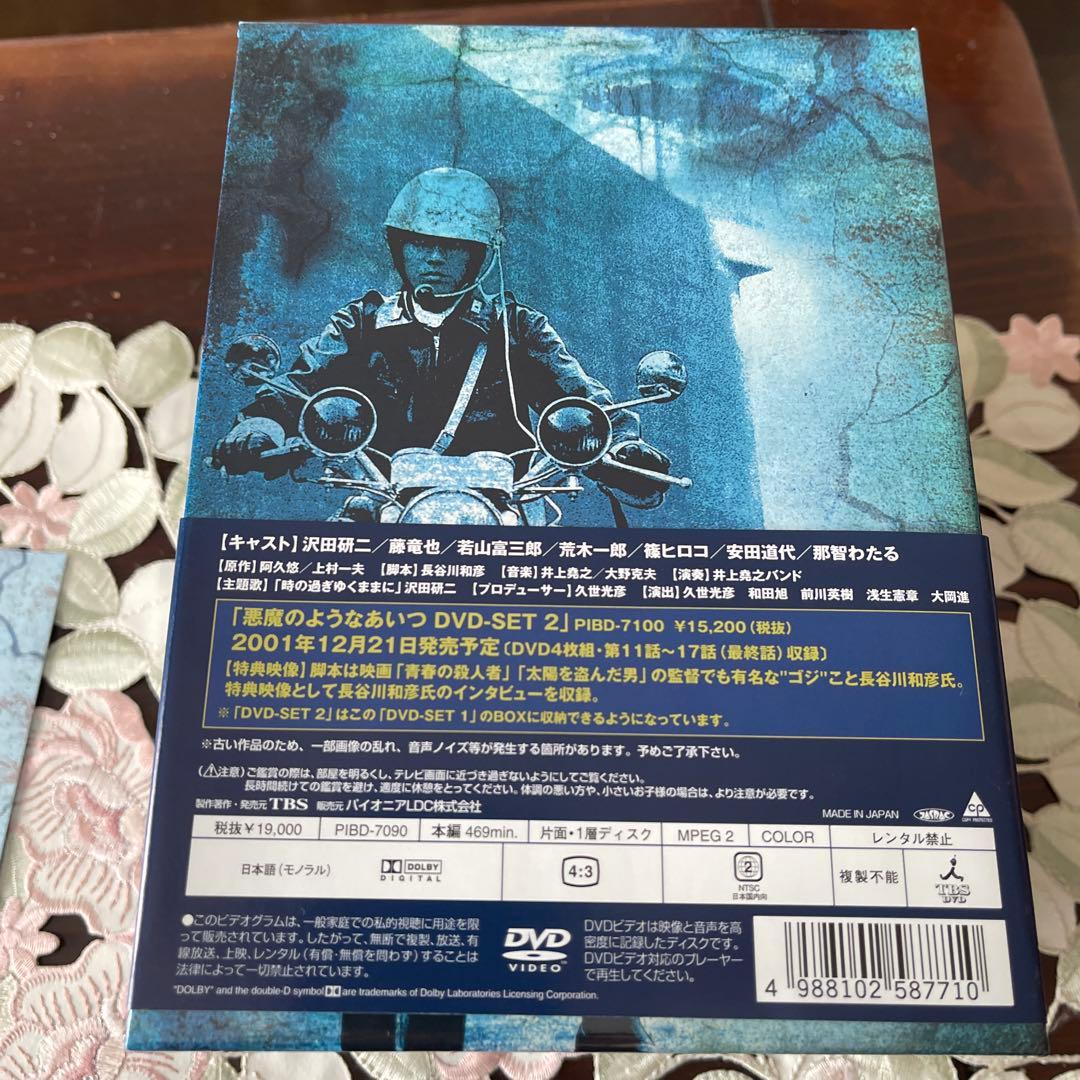 【キャスト】沢田研二／藤竜也／若山富三郎／荒木一郎／篠ヒロコ／安田道代／那智わたる
【原作】阿久悠／上村一夫 【脚本】長谷川和彦 【音楽】井上堯之／大野克夫 【演奏】井上堯之バンド
【主題歌】「時の過ぎゆくままに」沢田研二 【プロデューサー】久世光彦 【演出】久世光彦 和田旭 前川英樹 浅生憲章 大岡進
「悪魔のようなあいつ DVD-SET 2」PIBD-7100 ¥15,200(税抜)
2001年12月21日発売予定〔DVD4枚組・第11話～17話（最終話）収録〕
【特典映像】脚本は映画「青春の殺人者」「太陽を盗んだ男」の監督でも有名な"ゴジ"こと長谷川和彦氏。
特典映像として長谷川和彦氏のインタビューを収録。
※「DVD-SET 2」はこの「DVD-SET 1」のBOXに収納できるようになっています。
※古い作品のため、一部画像の乱れ、音声ノイズ等が発生する箇所があります。予めご了承下さい。
(⚠注意) ご鑑賞の際は、部屋を明るくし、テレビ画面に近づき過ぎないようにしてご覧ください。
長時間続けての鑑賞を避け、適度に休憩をとってください。体調の悪い方や、小さいお子様の場合は、より注意が必要です。
製作著作・発売元 TBS 販売元 パイオニアLDC株式会社
MADE IN JAPAN
JASRAC
CP
COPY PROTECTED
税抜¥19,000 PIBD-7090 本編 469min. 片面・1層ディスク MPEG 2 COLOR レンタル禁止
日本語（モノラル） DOLBY DIGITAL 4:3 2 NTSC 日本国内向 複製不能 TBS DVD
●このビデオグラムは、一般家庭での私的視聴に用途を限
って販売されています。したがって、無断で複製、放送、有
線放送、上映、レンタル（有償・無償を問わず）することは
法律によって一切禁止されています。
DVD VIDEO
DVDビデオは映像と音声を高
密度に記録したディスクです。
DVDビデオ対応のプレーヤー
で再生してください。
"DOLBY" and the double-D symbol are trademarks of Dolby Laboratories Licensing Corporation.
4 988102 587710